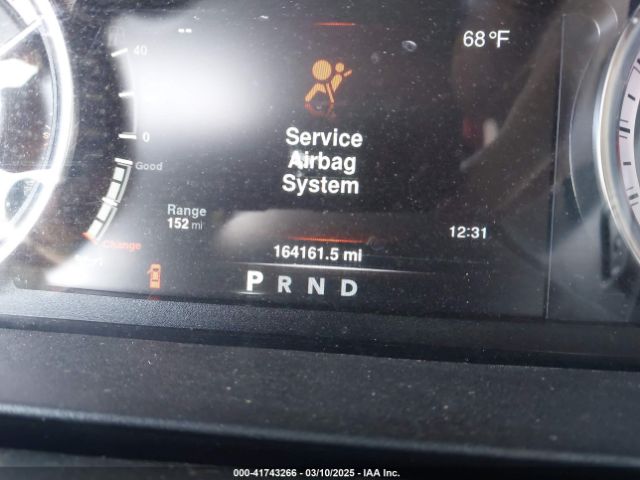 --
68 °F
40
0
Good
Service
Airbag
System
Range
152 mi
Change
12:31
164161.5 mi
P R N D
000-41743266 - 03/10/2025 - IAA Inc.